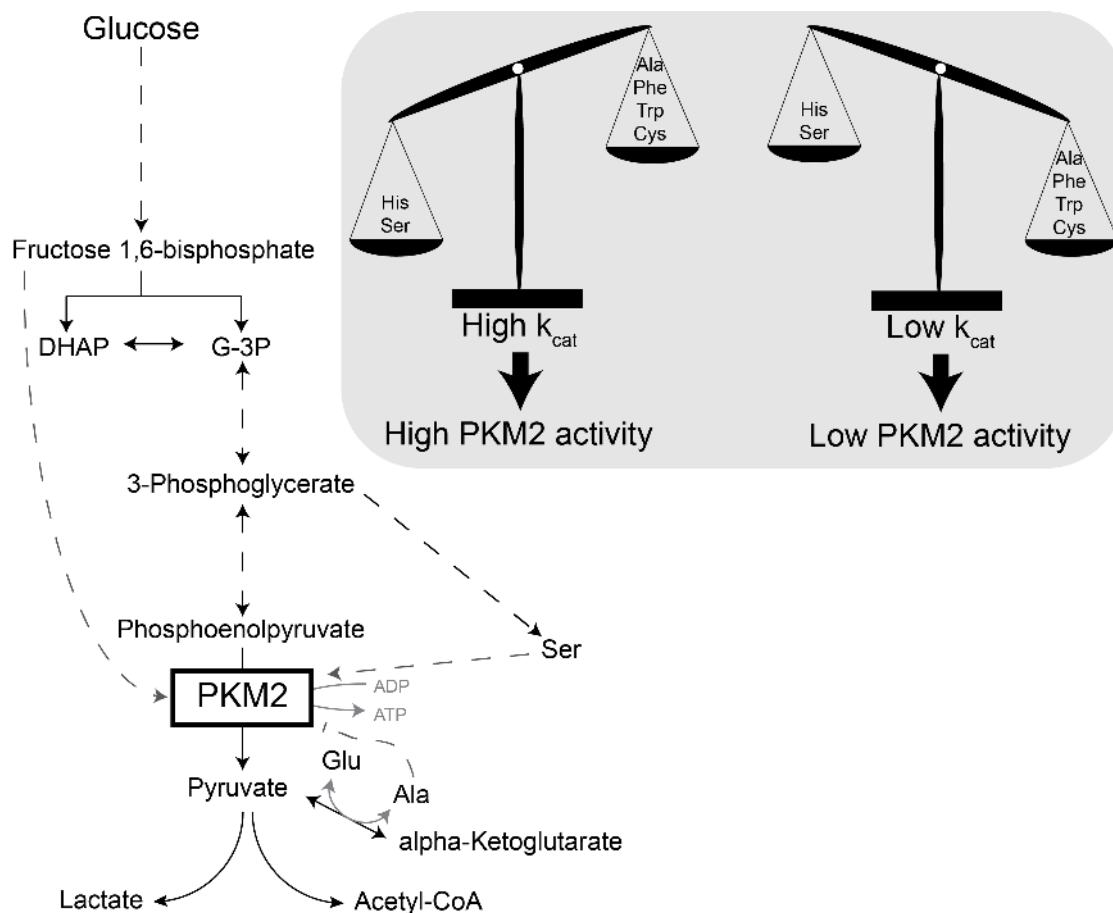 Glucose
Fructose 1,6-bisphosphate
DHAP
G-3P
3-Phosphoglycerate
Phosphoenolpyruvate
Ser
PKM2
ADP
ATP
Glu
Pyruvate
Ala
alpha-Ketoglutarate
Lactate
Acetyl-CoA
His
Ser
Ala
Phe
Trp
Cys
High kcat
High PKM2 activity
His
Ser
Ala
Phe
Trp
Cys
Low kcat
Low PKM2 activity